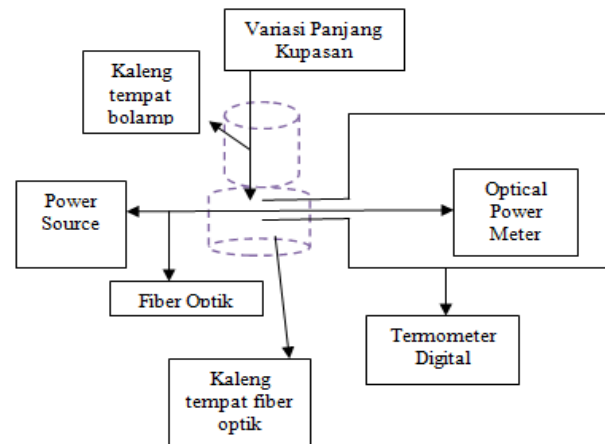 Variasi Panjang
Kupasan
Kaleng
tempat
bolamp
Power
Source
Optical
Power
Meter
Fiber Optik
Termometer
Digital
Kaleng
tempat fiber
optik